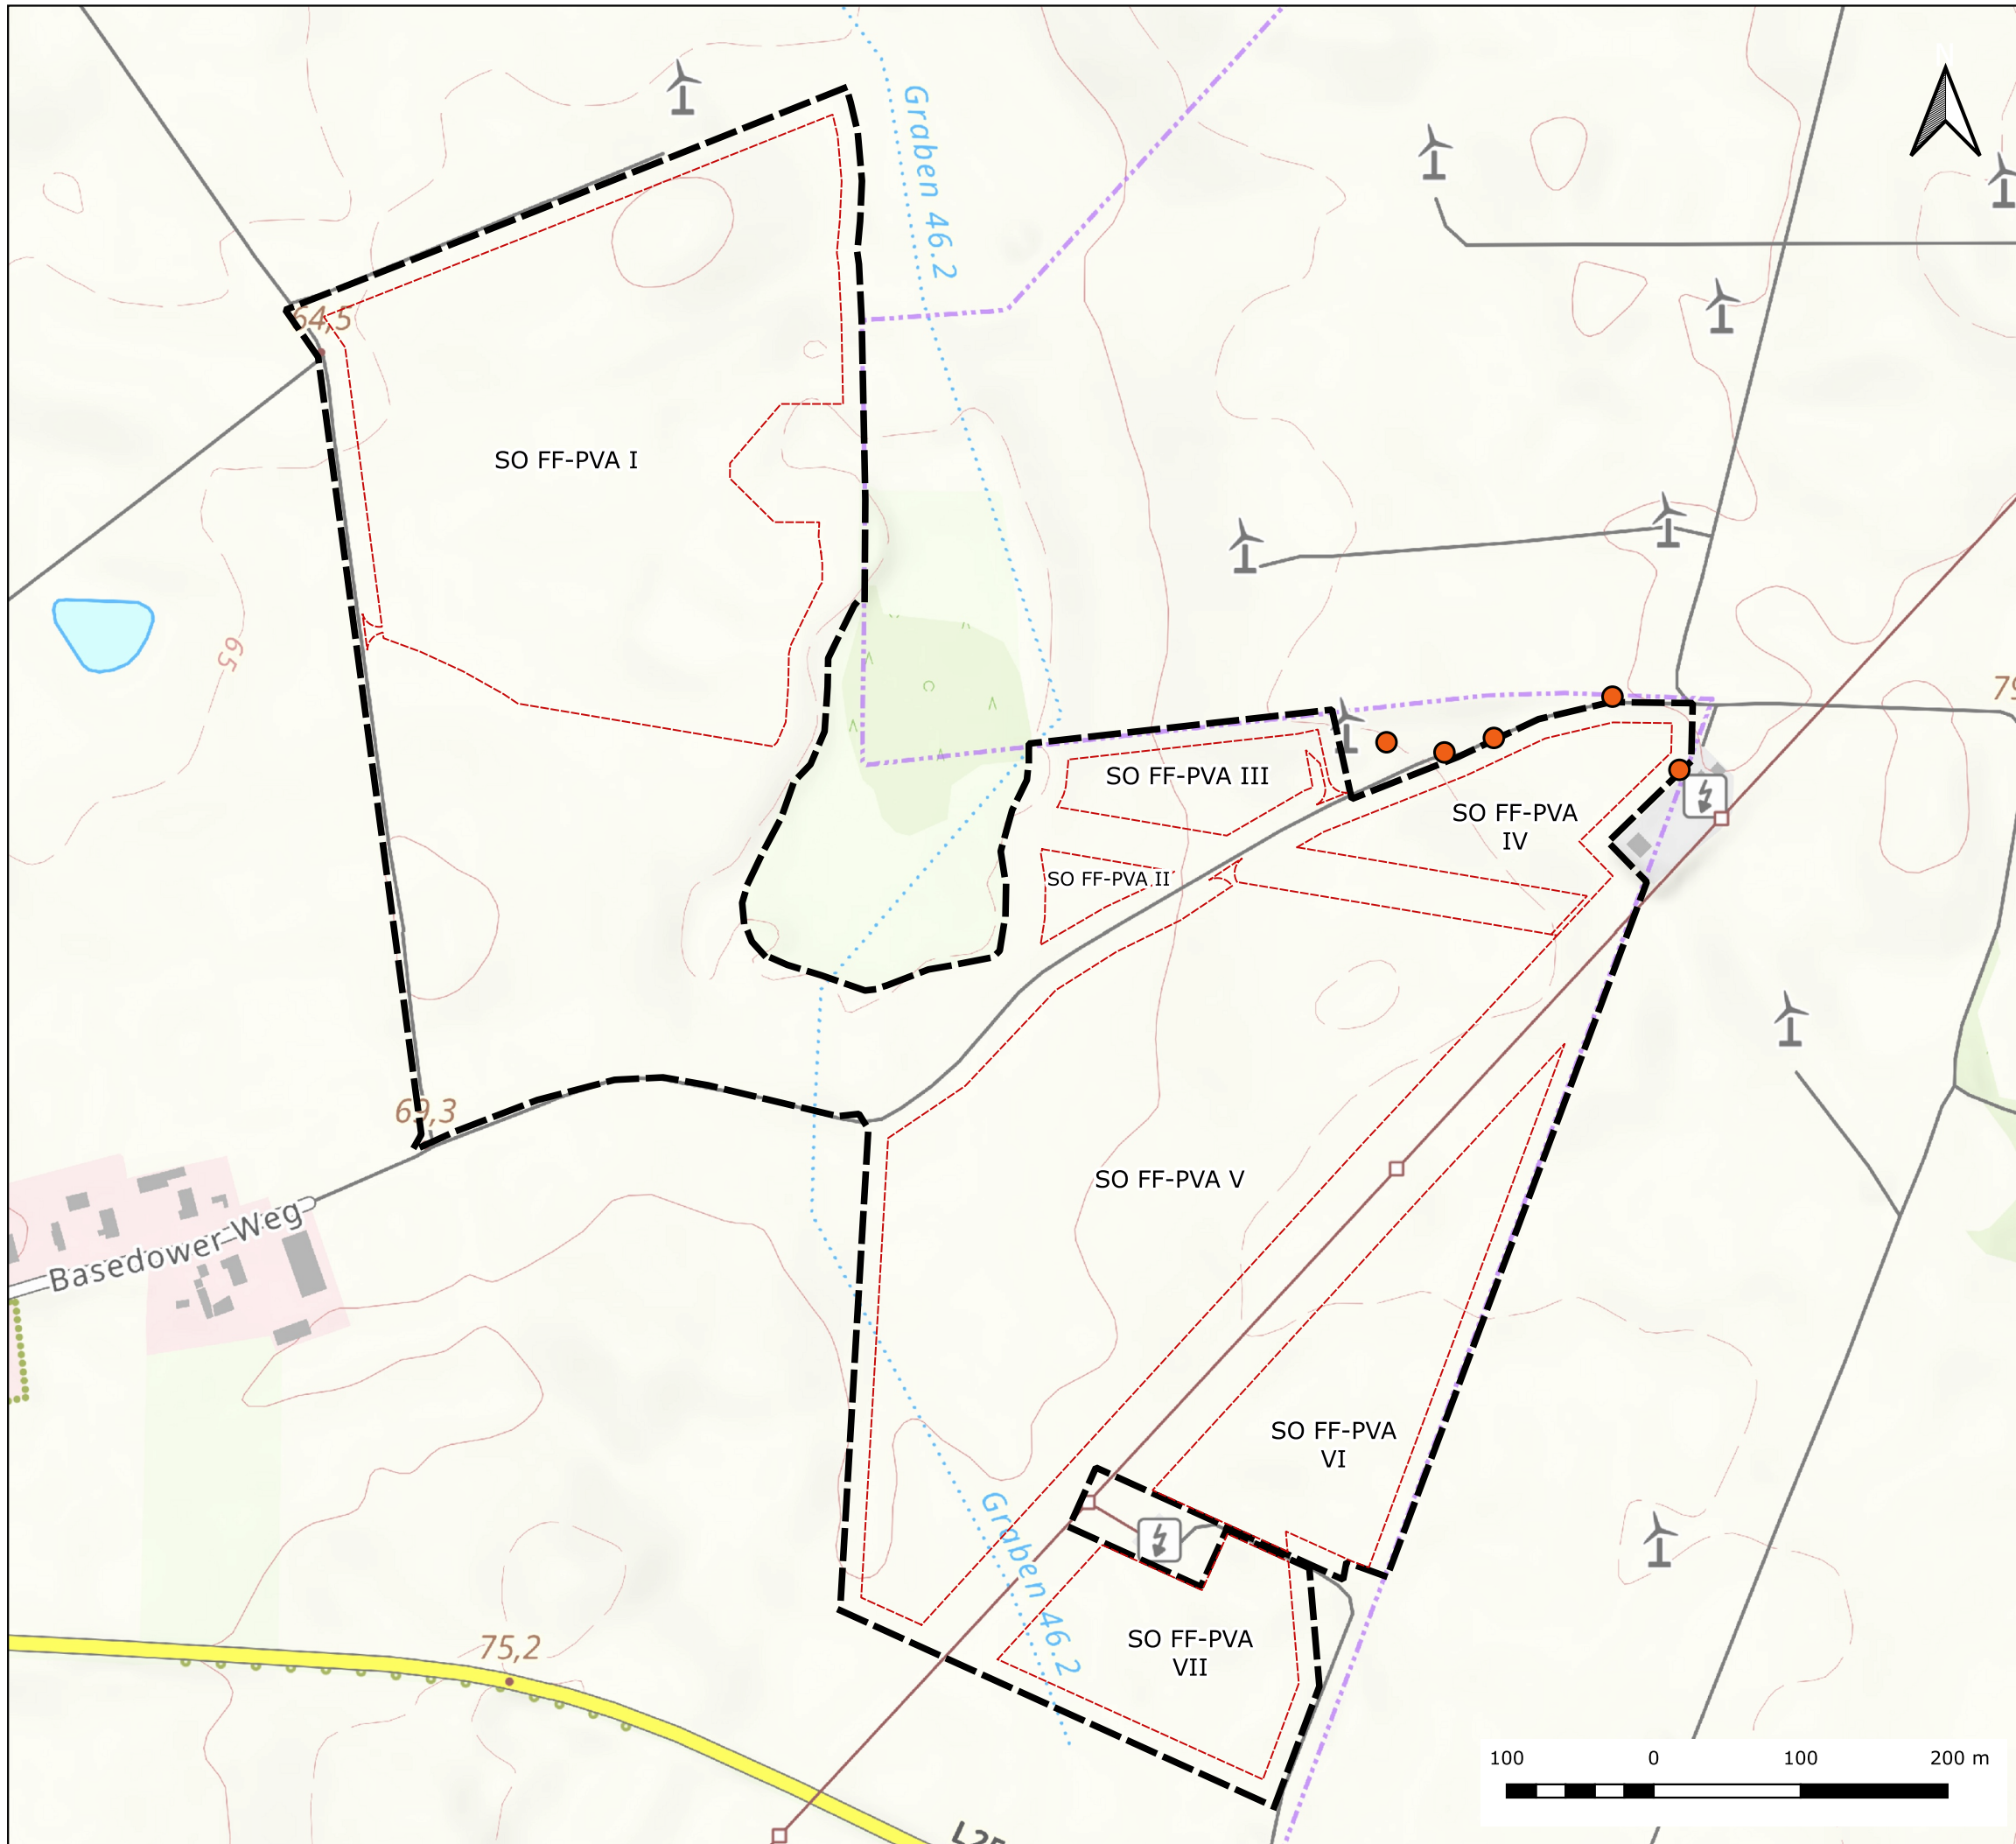 Graben 46.2
64,5
SO FF-PVA I
65
SO FF-PVA III
SO FF-PVA
IV
SO FF-PVA II
69,3
SO FF-PVA V
Basedower Weg
SO FF-PVA
VI
Graben 46.2
SO FF-PVA
VII
75,2
100 0 100 200 m